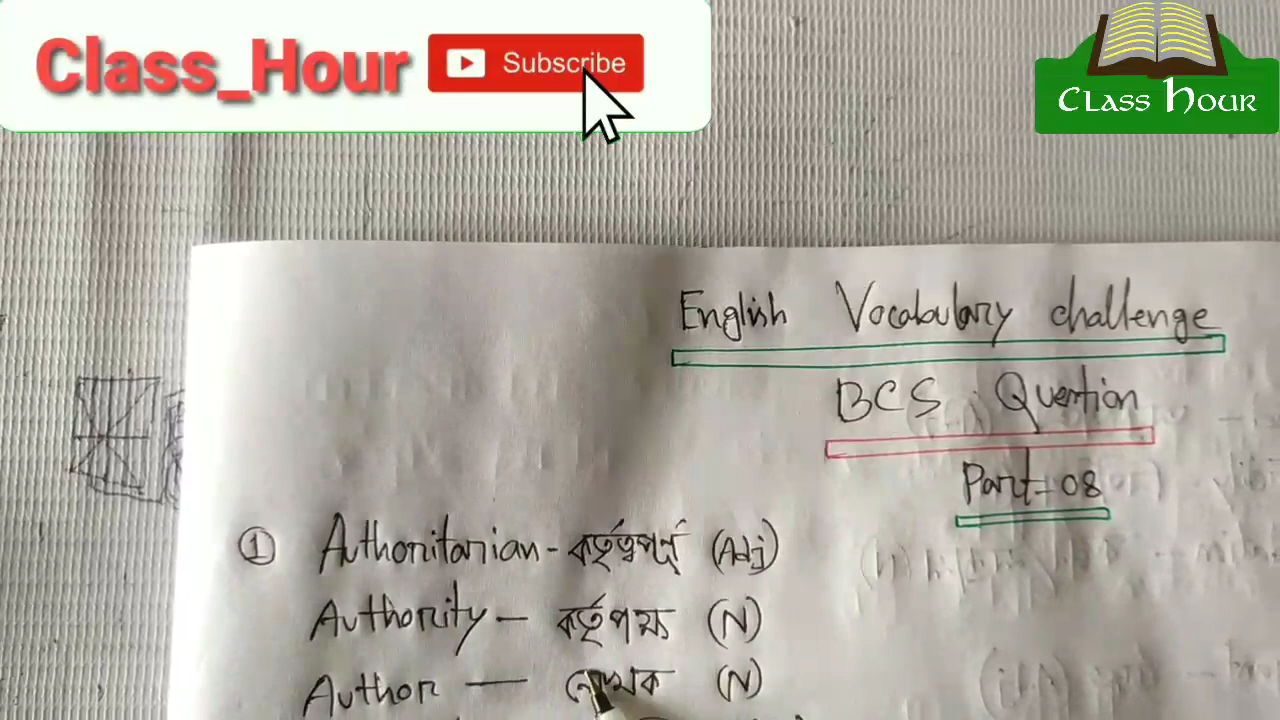 Class_Hour Subscribe
CLASS HOUR
English Vocabulary challenge
BCS Question
Part-08
① Authoritarian - কর্তৃত্বপূর্ণ (Adj)
Authority - কর্তৃপক্ষ (N)
Author - লেখক (N)